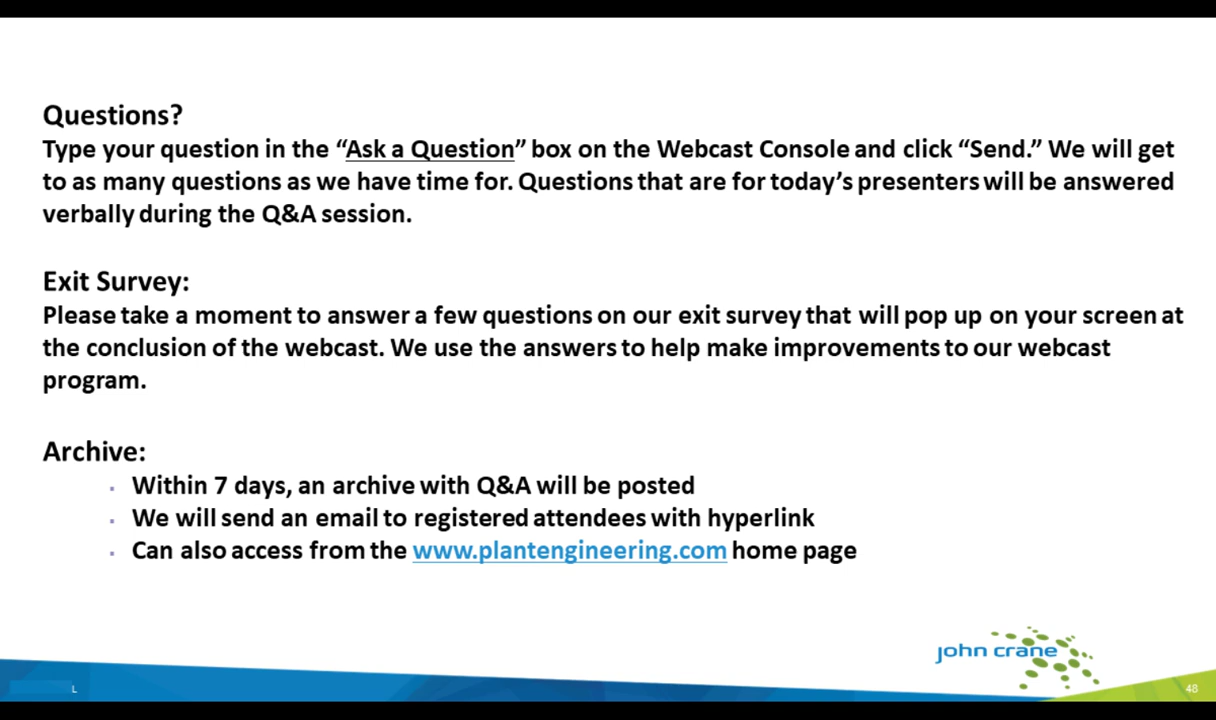 Questions?
Type your question in the “Ask a Question” box on the Webcast Console and click “Send.” We will get
to as many questions as we have time for. Questions that are for today’s presenters will be answered
verbally during the Q&A session.
Exit Survey:
Please take a moment to answer a few questions on our exit survey that will pop up on your screen at
the conclusion of the webcast. We use the answers to help make improvements to our webcast
program.
Archive:
Within 7 days, an archive with Q&A will be posted
We will send an email to registered attendees with hyperlink
Can also access from the www.plantengineering.com home page
john crane
L
48